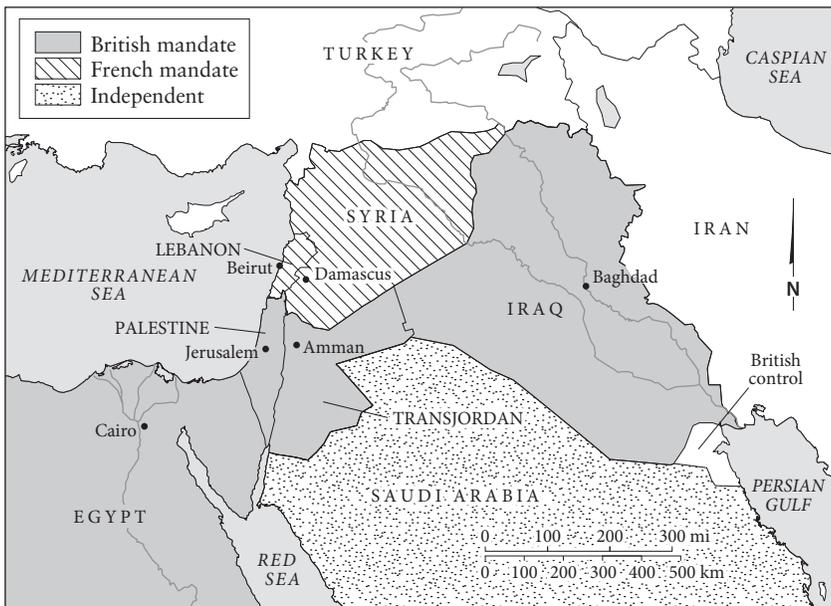 British mandate
French mandate
Independent
TURKEY
CASPIAN
SEA
SYRIA
IRAN
LEBANON
Beirut
Damascus
MEDITERRANEAN
SEA
Baghdad
N
IRAQ
PALESTINE
Jerusalem
Amman
British
control
TRANSJORDAN
Cairo
SAUDI ARABIA
PERSIAN
GULF
EGYPT
RED
SEA
0 100 200 300 mi
0 100 200 300 400 500 km